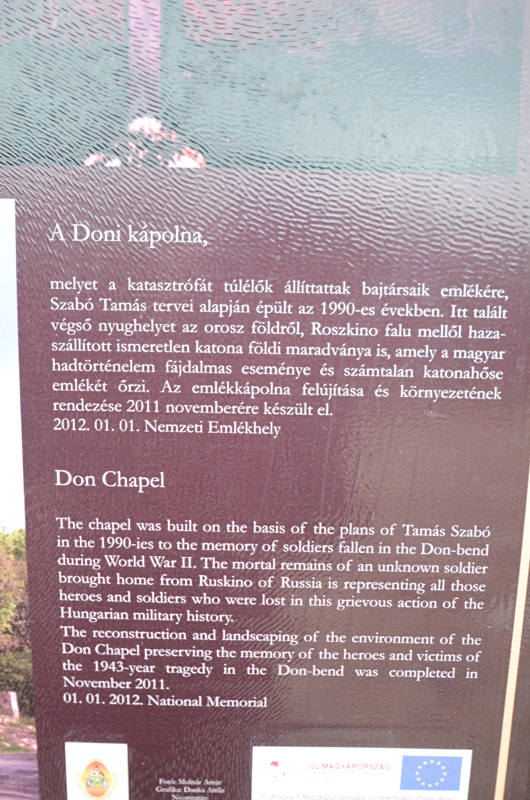 A Doni kápolna,
melyet a katasztrófát túlélők állíttattak bajtársaik emlékére,
Szabó Tamás tervei alapján épült az 1990-es években. Itt talált
végső nyughelyet az orosz földről, Roszkino falu mellől haza-
szállított ismeretlen katona földi maradványa is, amely a magyar
hadtörténelem fájdalmas eseménye és számtalan katonahőse
emlékét őrzi. Az emlékkápolna felújítása és környezetének
rendezése 2011 novemberére készült el.
2012. 01. 01. Nemzeti Emlékhely
Don Chapel
The chapel was built on the basis of the plans of Tamás Szabó
in the 1990-ies to the memory of soldiers fallen in the Don-bend
during World War II. The mortal remains of an unknown soldier
brought home from Ruskino of Russia is representing all those
heroes and soldiers who were lost in this grievous action of the
Hungarian military history.
The reconstruction and landscaping of the environment of the
Don Chapel preserving the memory of the heroes and victims of
the 1943-year tragedy in the Don-bend was completed in
November 2011.
01. 01. 2012. National Memorial
Fotó: Molnár Artúr
Grafika: Danka Attila
ÚJ MAGYARORSZÁG